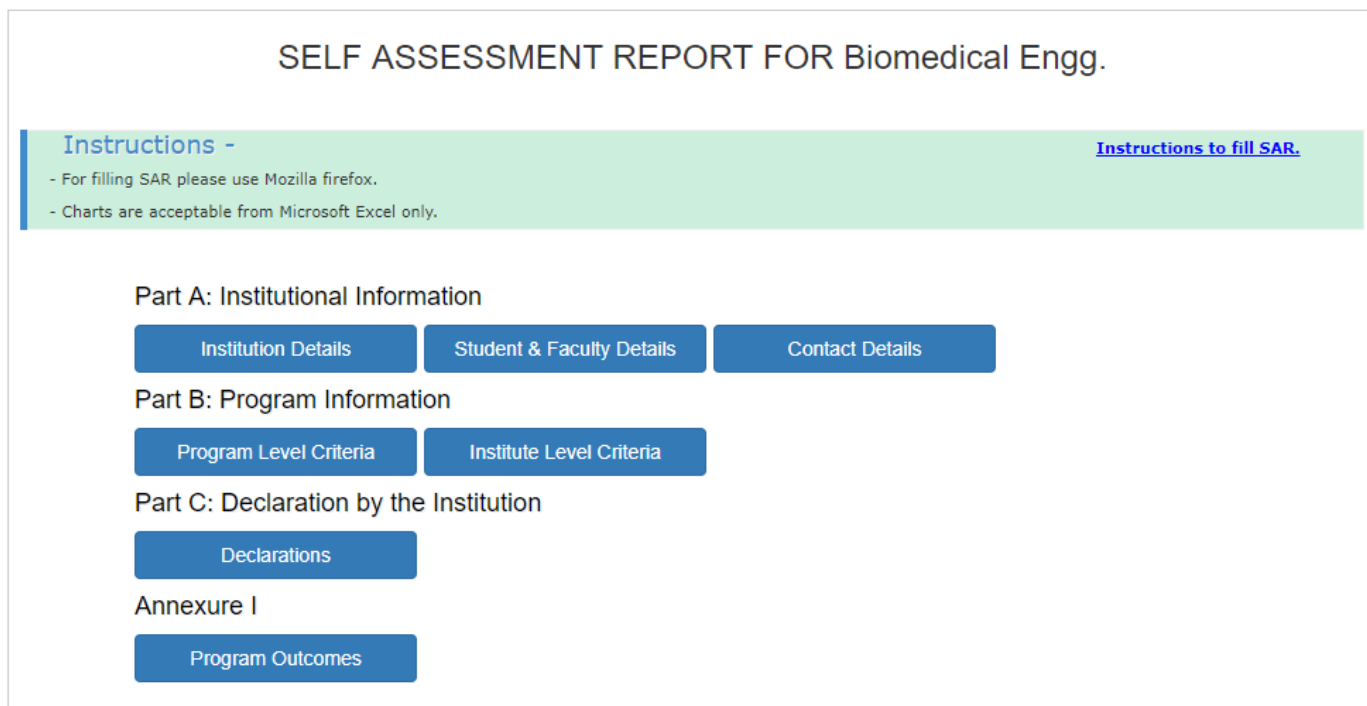 SELF ASSESSMENT REPORT FOR Biomedical Engg.
Instructions -
Instructions to fill SAR.
- For filling SAR please use Mozilla firefox.
- Charts are acceptable from Microsoft Excel only.
Part A: Institutional Information
Institution Details
Student & Faculty Details
Contact Details
Part B: Program Information
Program Level Criteria
Institute Level Criteria
Part C: Declaration by the Institution
Declarations
Annexure I
Program Outcomes